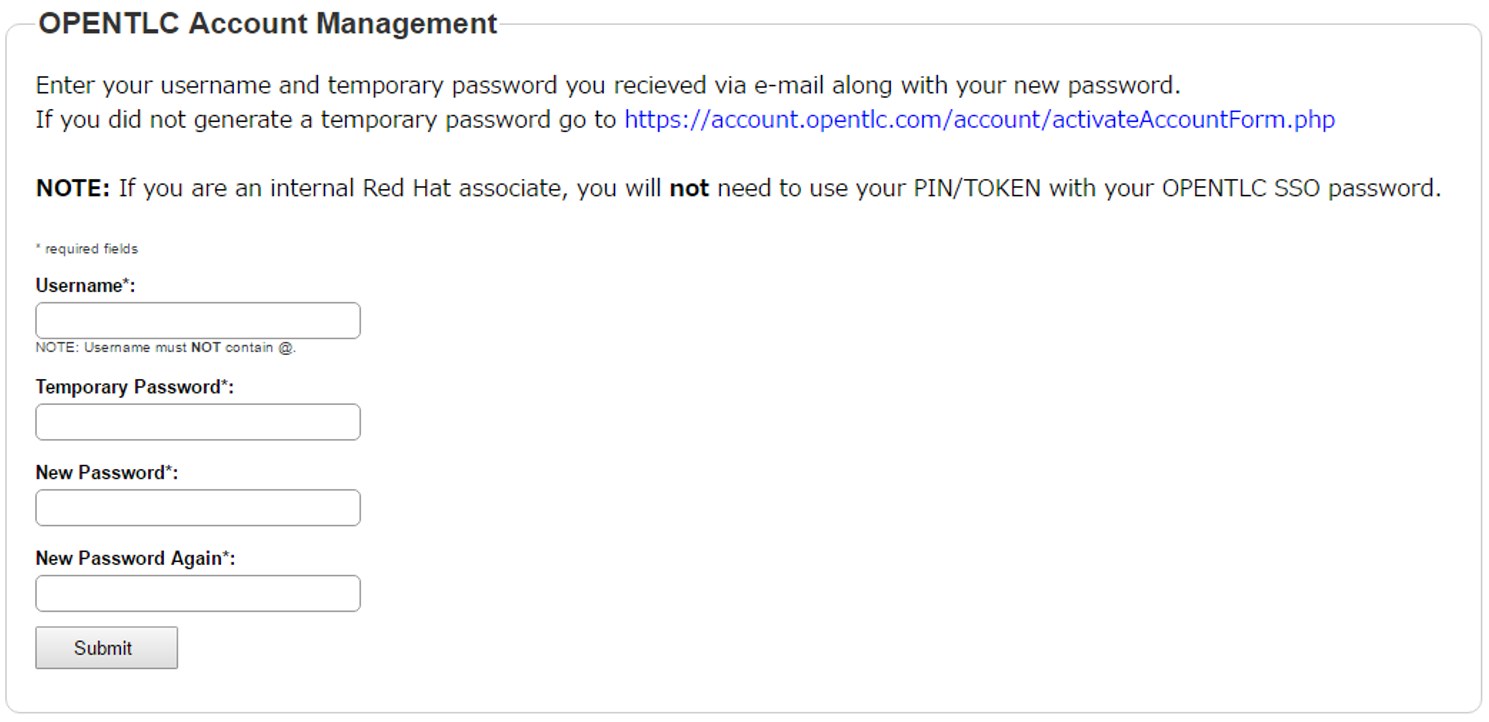 OPENTLC Account Management
Enter your username and temporary password you recieved via e-mail along with your new password.
If you did not generate a temporary password go to https://account.opentlc.com/account/activateAccountForm.php
NOTE: If you are an internal Red Hat associate, you will not need to use your PIN/TOKEN with your OPENTLC SSO password.
* required fields
Username*:
NOTE: Username must NOT contain @.
Temporary Password*:
New Password*:
New Password Again*:
Submit